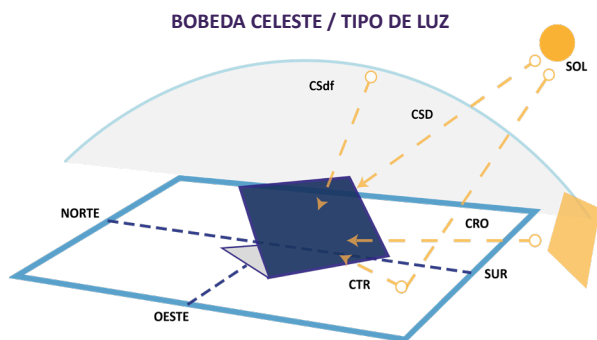 BOBEDA CELESTE / TIPO DE LUZ
SOL
CSdf
CSD
NORTE
CRO
SUR
CTR
OESTE